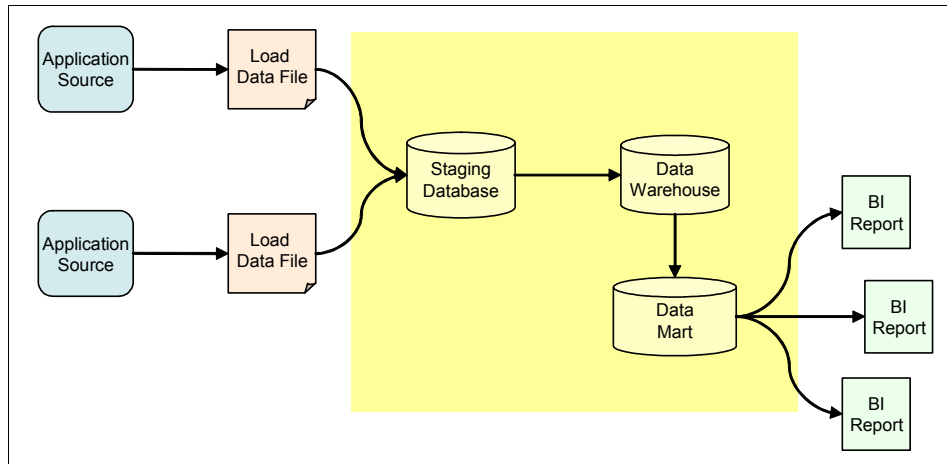 Application
Source
Load
Data File
Staging
Database
Data
Warehouse
BI
Report
Application
Source
Load
Data File
Data
Mart
BI
Report
BI
Report